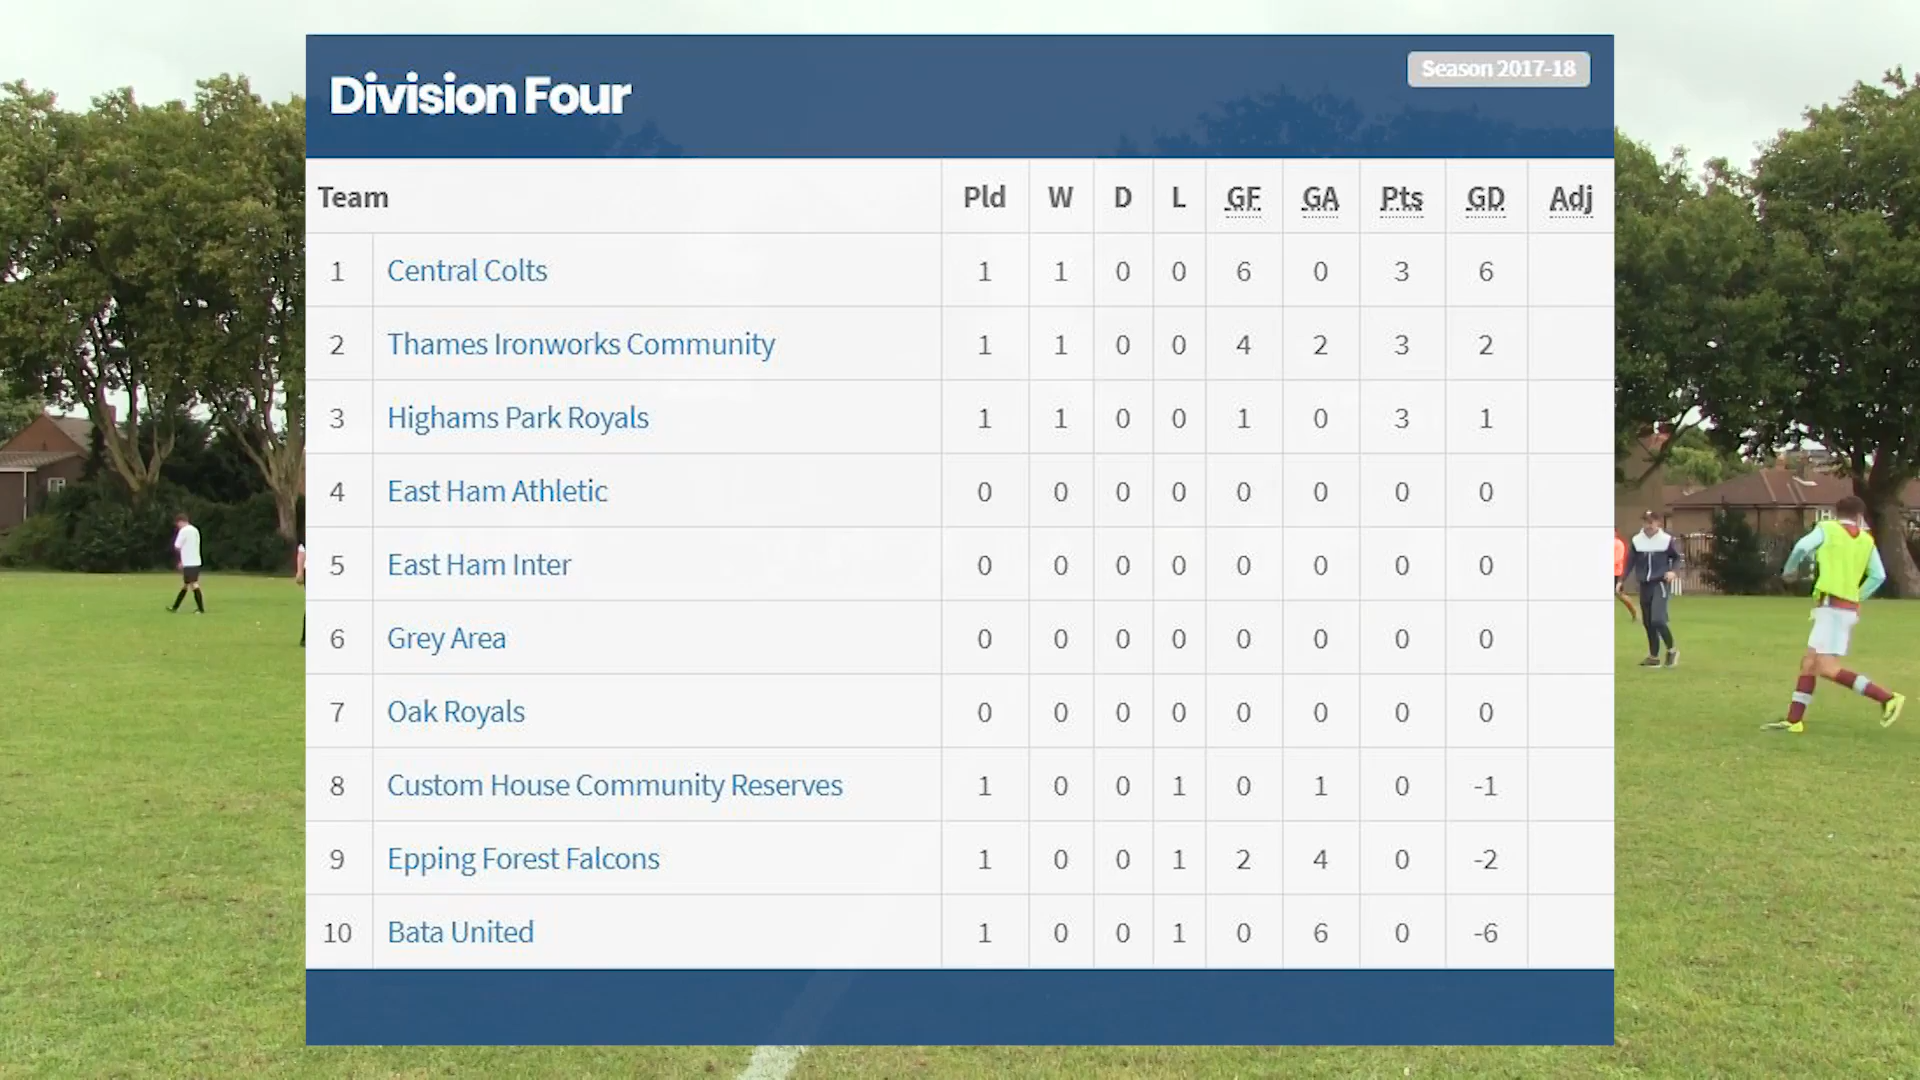 Division Four
Season 2017-18
Team Pld W D L GF GA Pts GD Adj
1 Central Colts 1 1 0 0 6 0 3 6
2 Thames Ironworks Community 1 1 0 0 4 2 3 2
3 Highams Park Royals 1 1 0 0 1 0 3 1
4 East Ham Athletic 0 0 0 0 0 0 0 0
5 East Ham Inter 0 0 0 0 0 0 0 0
6 Grey Area 0 0 0 0 0 0 0 0
7 Oak Royals 0 0 0 0 0 0 0 0
8 Custom House Community Reserves 1 0 0 1 0 1 0 -1
9 Epping Forest Falcons 1 0 0 1 2 4 0 -2
10 Bata United 1 0 0 1 0 6 0 -6